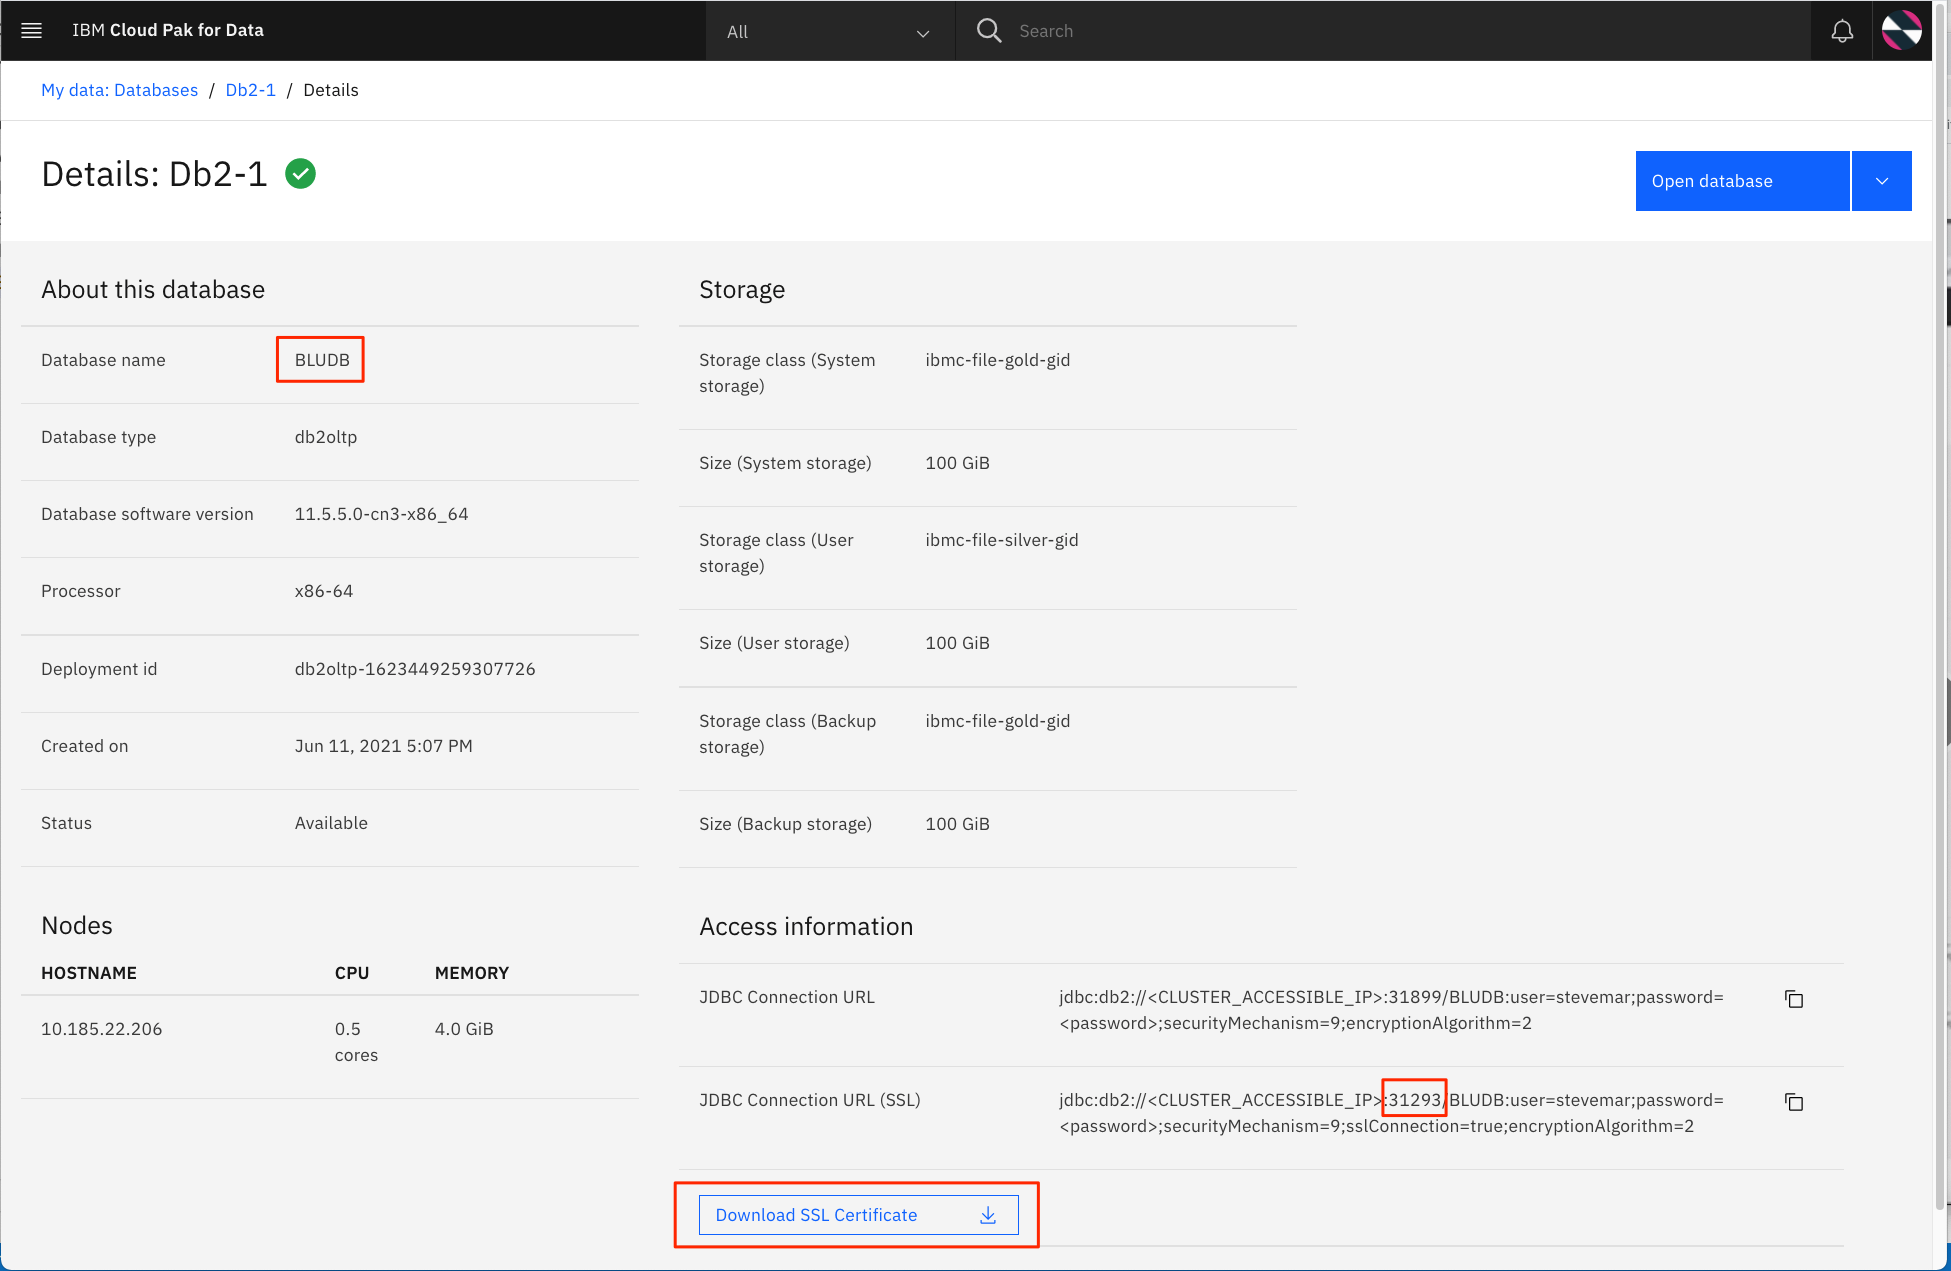 IBM Cloud Pak for Data
All
Search
My data: Databases / Db2-1 / Details
Details: Db2-1
Open database
About this database
Database name BLUDB
Database type db2oltp
Database software version 11.5.5.0-cn3-x86_64
Processor x86-64
Deployment id db2oltp-1623449259307726
Created on Jun 11, 2021 5:07 PM
Status Available
Storage
Storage class (System
storage) ibmc-file-gold-gid
Size (System storage) 100 GiB
Storage class (User
storage) ibmc-file-silver-gid
Size (User storage) 100 GiB
Storage class (Backup
storage) ibmc-file-gold-gid
Size (Backup storage) 100 GiB
Nodes
HOSTNAME CPU MEMORY
10.185.22.206 0.5
cores 4.0 GiB
Access information
JDBC Connection URL jdbc:db2://<CLUSTER_ACCESSIBLE_IP>:31899/BLUDB:user=stevemar;password=
<password>;securityMechanism=9;encryptionAlgorithm=2
JDBC Connection URL (SSL) jdbc:db2://<CLUSTER_ACCESSIBLE_IP>:31293/BLUDB:user=stevemar;password=
<password>;securityMechanism=9;sslConnection=true;encryptionAlgorithm=2
Download SSL Certificate